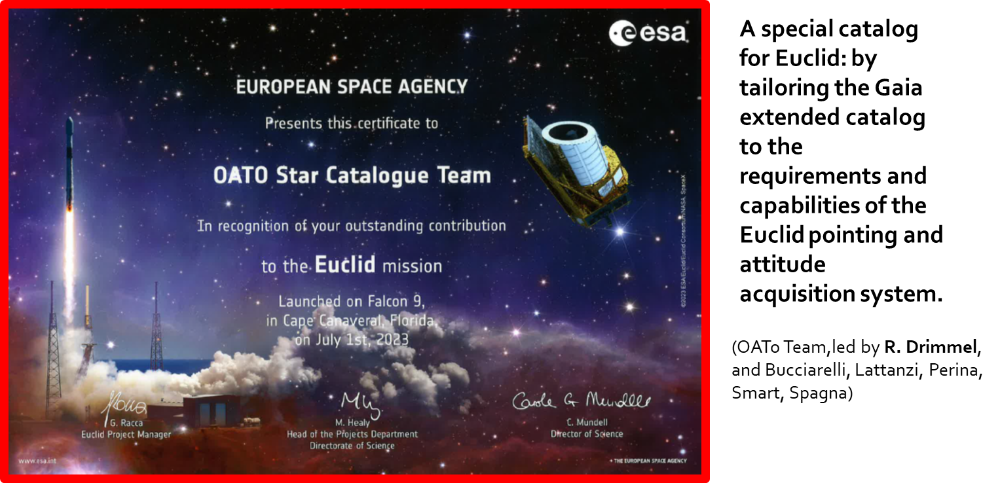 esa
EUROPEAN SPACE AGENCY
Presents this certificate to
OATO Star Catalogue Team
In recognition of your outstanding contribution
to the Euclid mission
Launched on Falcon 9,
in Cape Canaveral, Florida,
on July 1st, 2023
©2023 ESA/Euclid/Euclid Consortium/NASA, SpaceX
G. Racca
Euclid Project Manager
M. Healy
Head of the Projects Department
Directorate of Science
Carole G Mundell
C. Mundell
Director of Science
www.esa.int
• THE EUROPEAN SPACE AGENCY
A special catalog
for Euclid: by
tailoring the Gaia
extended catalog
to the
requirements and
capabilities of the
Euclid pointing and
attitude
acquisition system.
(OATo Team,led by R. Drimmel,
and Bucciarelli, Lattanzi, Perina,
Smart, Spagna)